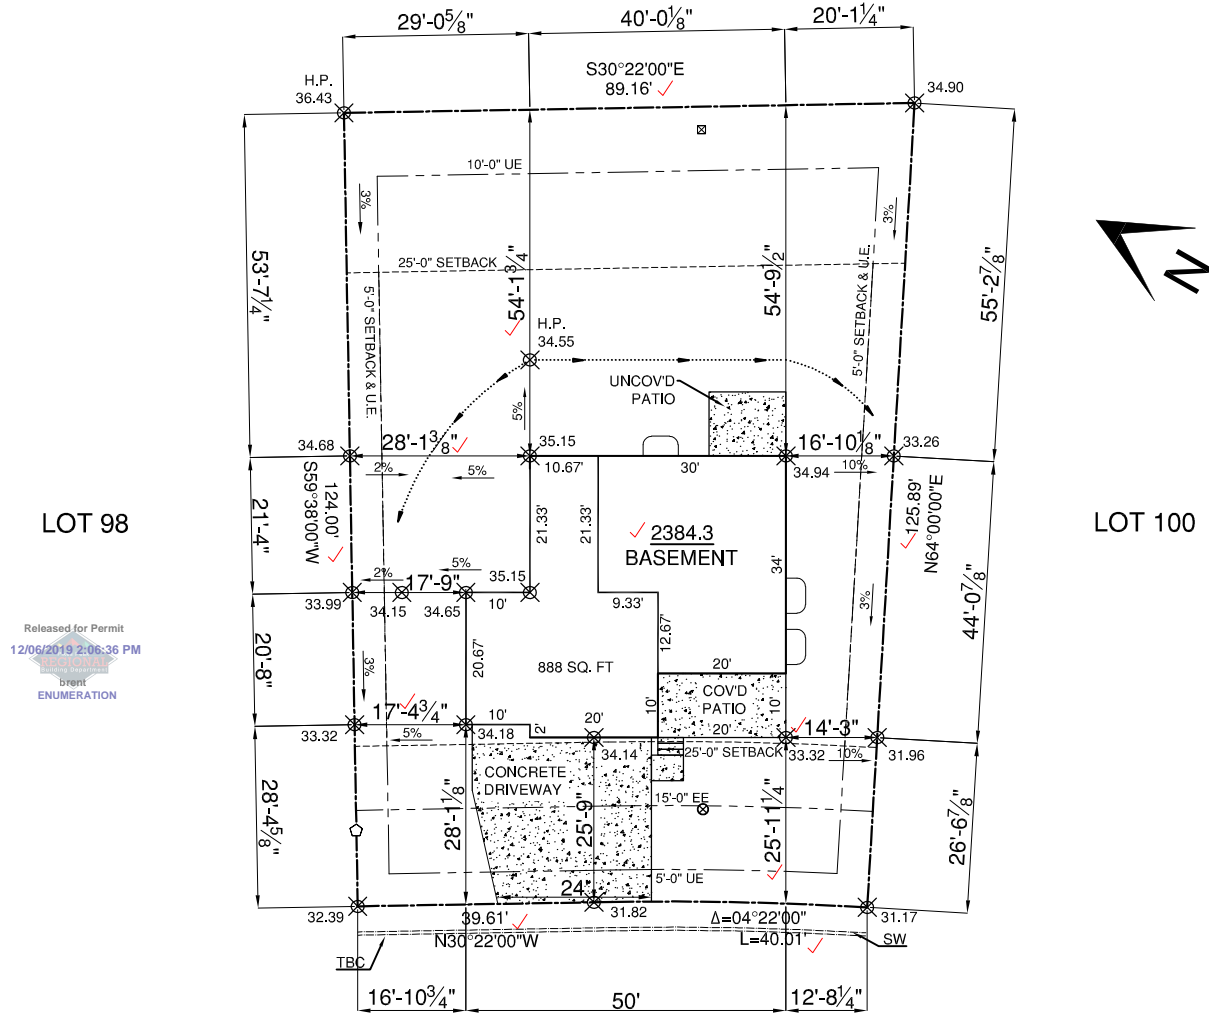 29'-0 5/8"
40'-0 1/8"
20'-1 1/4"
S30°22'00"E
89.16'
H.P.
36.43
34.90
10'-0" UE
3%
3%
25'-0" SETBACK
53'-7 1/4"
54'-1 3/4"
54'-9 1/2"
55'-2 7/8"
N
5'-0" SETBACK & U.E.
5'-0" SETBACK & U.E.
H.P.
34.55
UNCOV'D
PATIO
5%
34.68
28'-1 3/8"
35.15
16'-10 1/8"
33.26
2%
5%
10.67'
30'
34.94
10%
S59°38'00"W
124.00'
125.89'
N64°00'00"E
LOT 98
LOT 100
21'-4"
21.33'
21.33'
2384.3
BASEMENT
34'
44'-0 7/8"
2%
5%
17'-9"
35.15
33.99
34.15
34.65
10'
9.33'
3%
Released for Permit
12/06/2019 2:06:36 PM
REGIONAL
Building Department
brent
ENUMERATION
20'-8"
3%
20.67'
12.67'
888 SQ. FT
20'
COV'D
PATIO
10'
10'
17'-4 3/4"
10'
2'
20'
20'
14'-3"
33.32
5%
34.18
34.14
25'-0" SETBACK
33.32
10%
31.96
CONCRETE
DRIVEWAY
28'-4 5/8"
28'-1 1/8"
25'-9"
15'-0" EE
25'-11 1/4"
26'-6 7/8"
5'-0" UE
24'
32.39
39.61'
31.82
Δ=04°22'00"
31.17
N30°22'00"W
L=40.01'
SW
TBC
16'-10 3/4"
50'
12'-8 1/4"